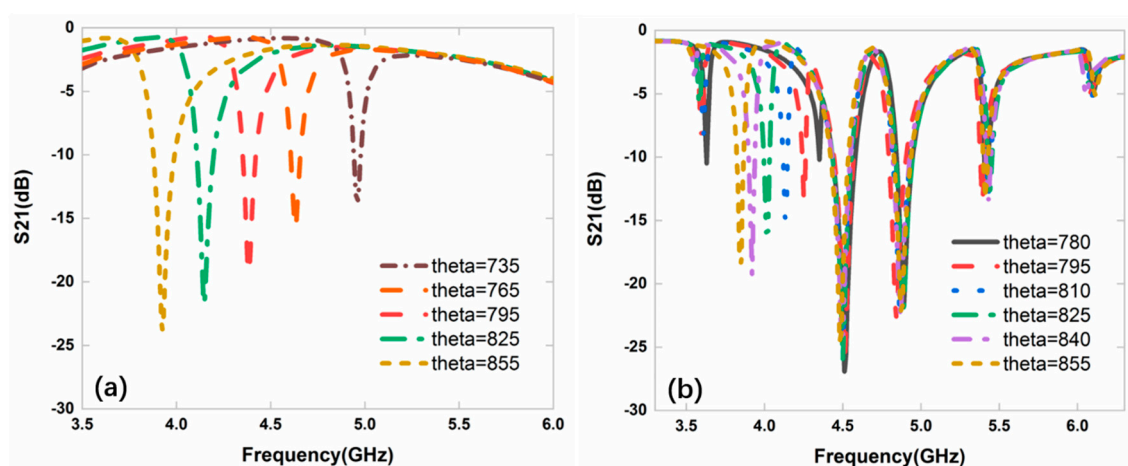 0
-5
-10
-15
-20
-25
-30
S21(dB)
theta=735
theta=765
theta=795
theta=825
theta=855
(a)
3.5 4.0 4.5 5.0 5.5 6.0
Frequency(GHz)
0
-5
-10
-15
-20
-25
-30
S21(dB)
theta=780
theta=795
theta=810
theta=825
theta=840
theta=855
(b)
3.5 4.0 4.5 5.0 5.5 6.0
Frequency(GHz)